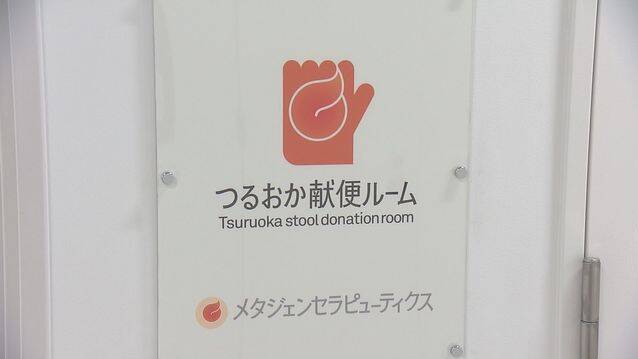 つるおか献便ルーム
Tsuruoka stool donation room
メタジェンセラピューティクス